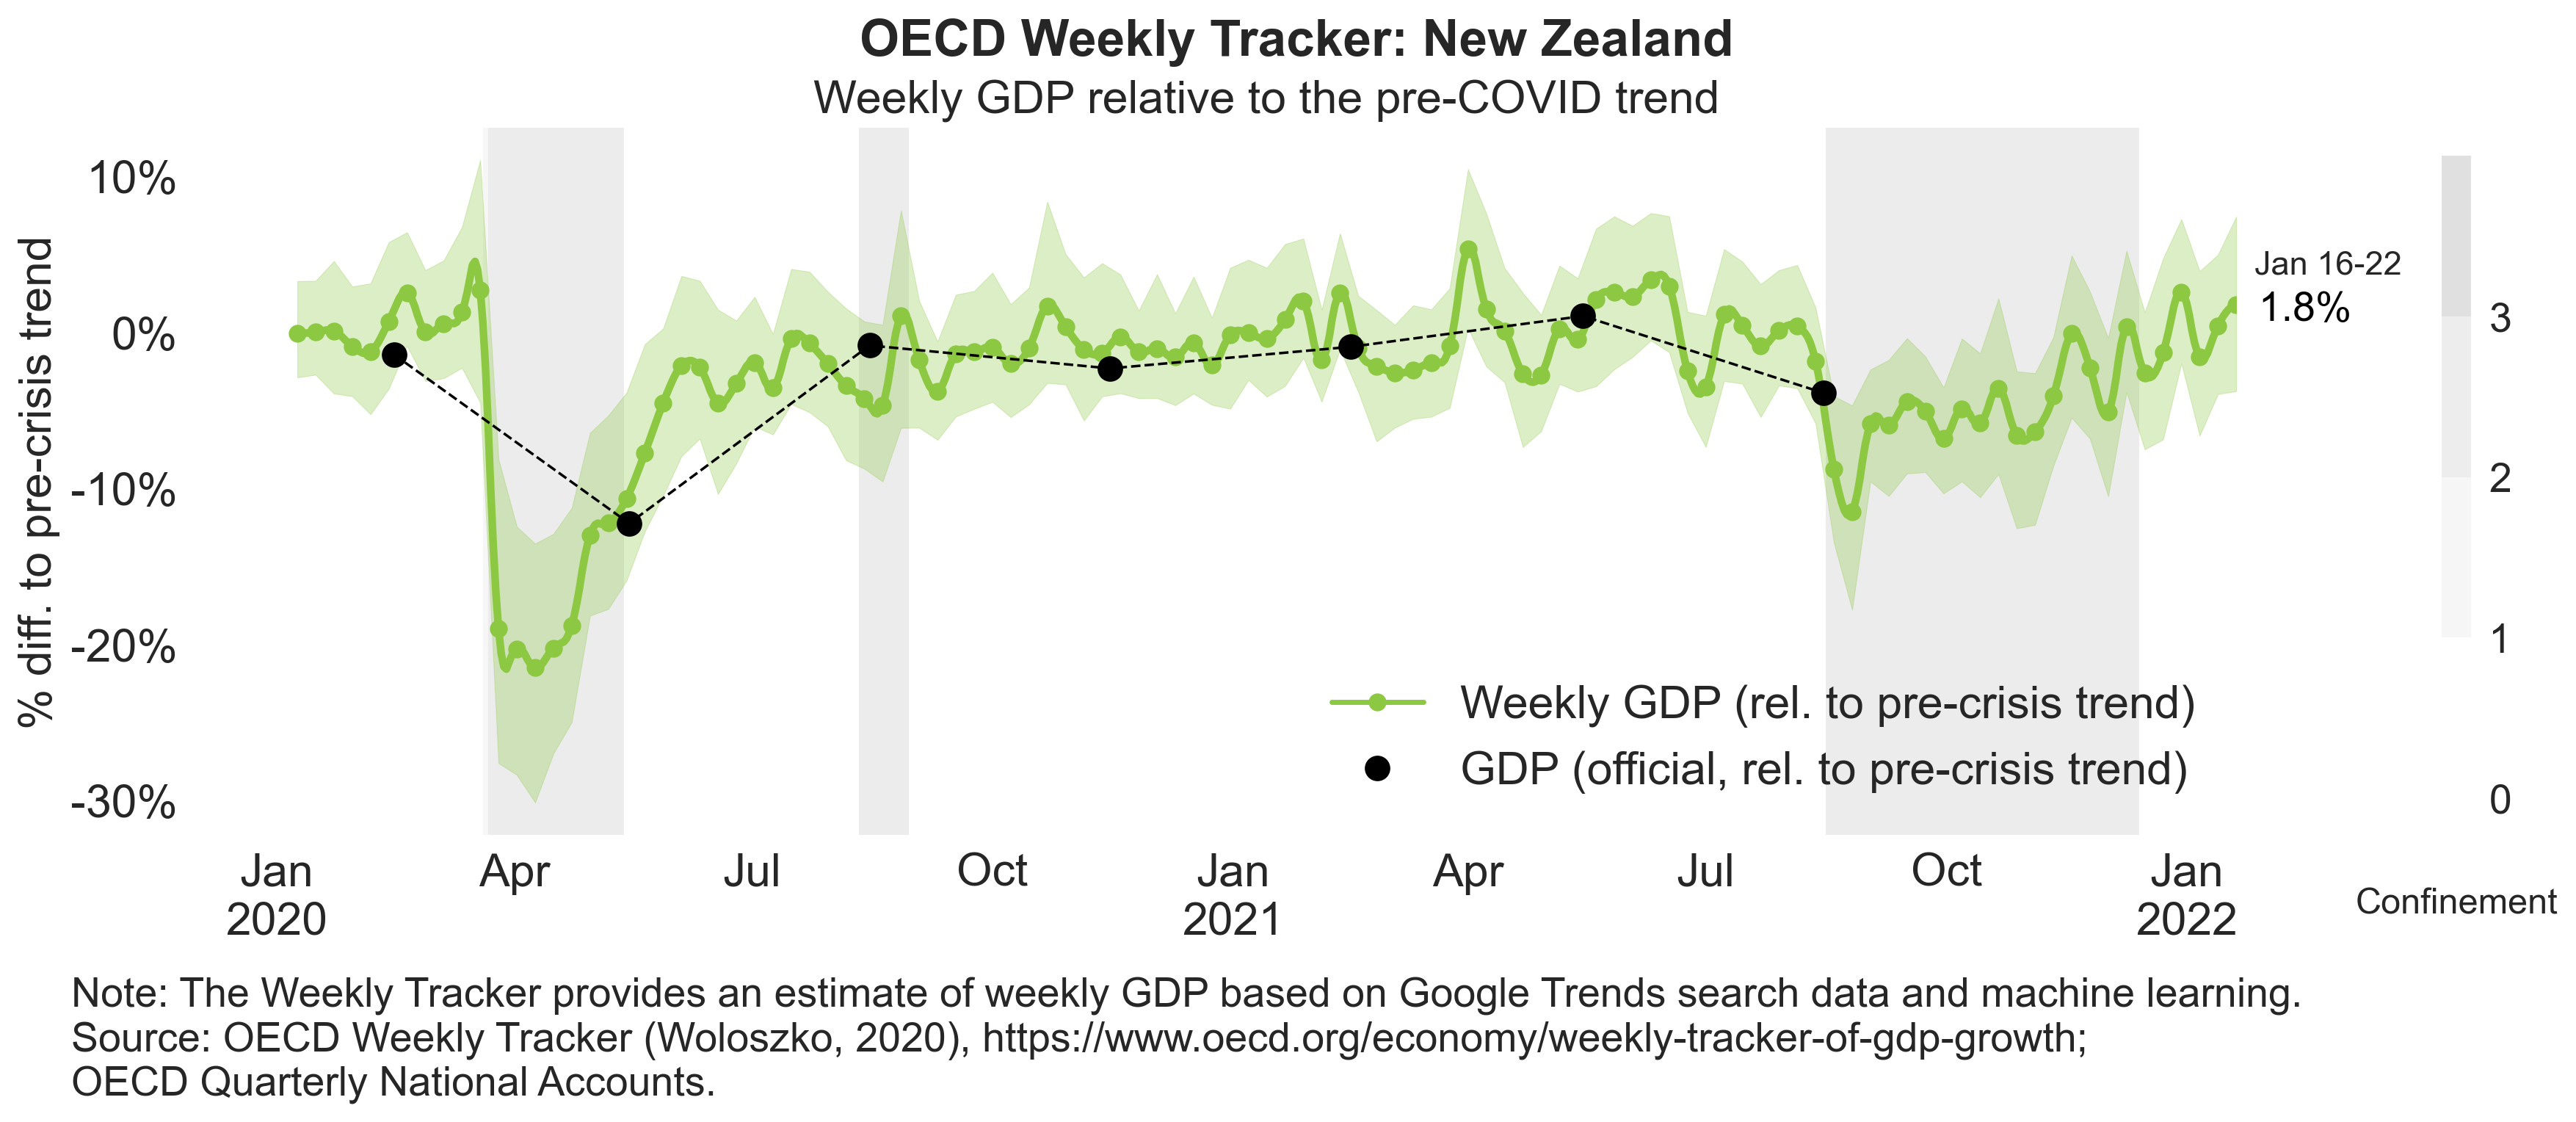 OECD Weekly Tracker: New Zealand
Weekly GDP relative to the pre-COVID trend
% diff. to pre-crisis trend
10%
0%
-10%
-20%
-30%
Jan 16-22
1.8%
3
2
1
0
Confinement
Weekly GDP (rel. to pre-crisis trend)
GDP (official, rel. to pre-crisis trend)
Jan Apr Jul Oct Jan Apr Jul Oct Jan
2020 2021 2022
Note: The Weekly Tracker provides an estimate of weekly GDP based on Google Trends search data and machine learning.
Source: OECD Weekly Tracker (Woloszko, 2020), https://www.oecd.org/economy/weekly-tracker-of-gdp-growth;
OECD Quarterly National Accounts.